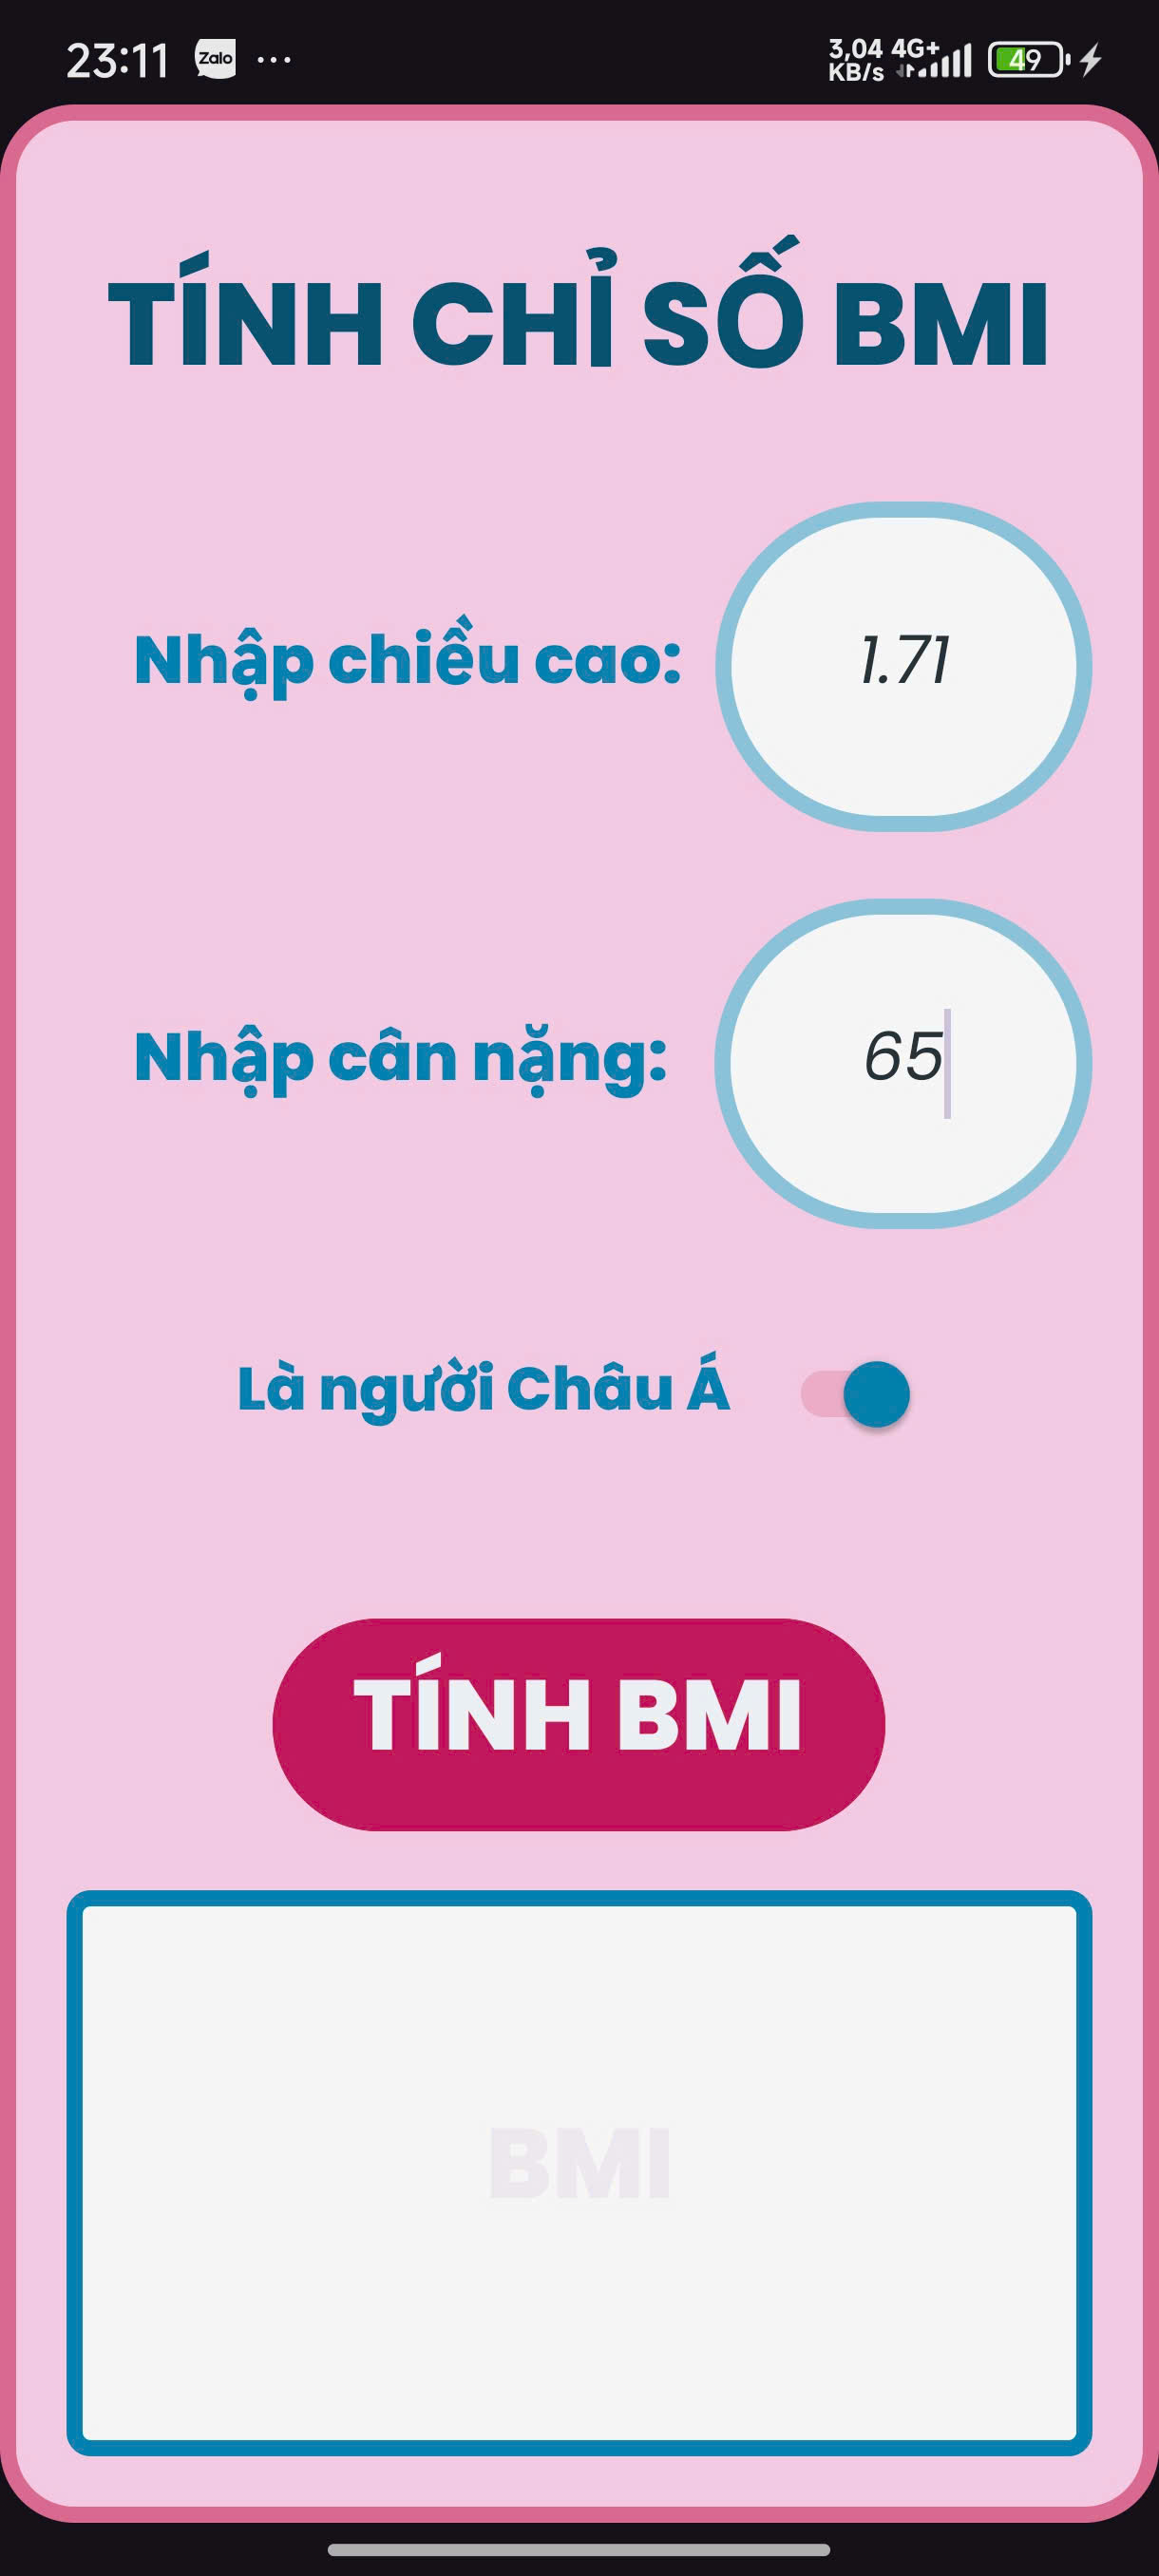 23:11 Zalo ... 3,04 KB/s 4G+ 49
TÍNH CHỈ SỐ BMI
Nhập chiều cao: 1.71
Nhập cân nặng: 65
Là người Châu Á
TÍNH BMI
BMI